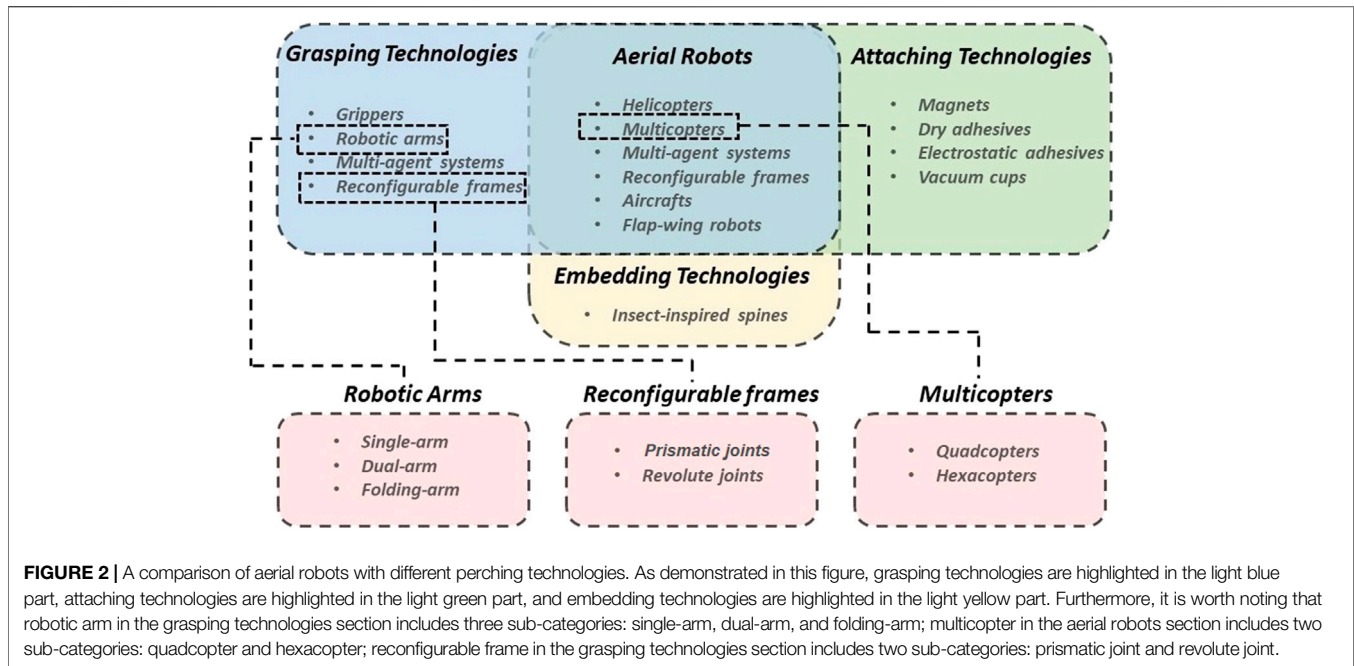 Grasping Technologies
• Grippers
• Robotic arms
• Multi-agent systems
• Reconfigurable frames
Aerial Robots
• Helicopters
• Multicopters
• Multi-agent systems
• Reconfigurable frames
• Aircrafts
• Flap-wing robots
Attaching Technologies
• Magnets
• Dry adhesives
• Electrostatic adhesives
• Vacuum cups
Embedding Technologies
• Insect-inspired spines
Robotic Arms
• Single-arm
• Dual-arm
• Folding-arm
Reconfigurable frames
• Prismatic joints
• Revolute joints
Multicopters
• Quadcopters
• Hexacopters
FIGURE 2 | A comparison of aerial robots with different perching technologies. As demonstrated in this figure, grasping technologies are highlighted in the light blue
part, attaching technologies are highlighted in the light green part, and embedding technologies are highlighted in the light yellow part. Furthermore, it is worth noting that
robotic arm in the grasping technologies section includes three sub-categories: single-arm, dual-arm, and folding-arm; multicopter in the aerial robots section includes two
sub-categories: quadcopter and hexacopter; reconfigurable frame in the grasping technologies section includes two sub-categories: prismatic joint and revolute joint.